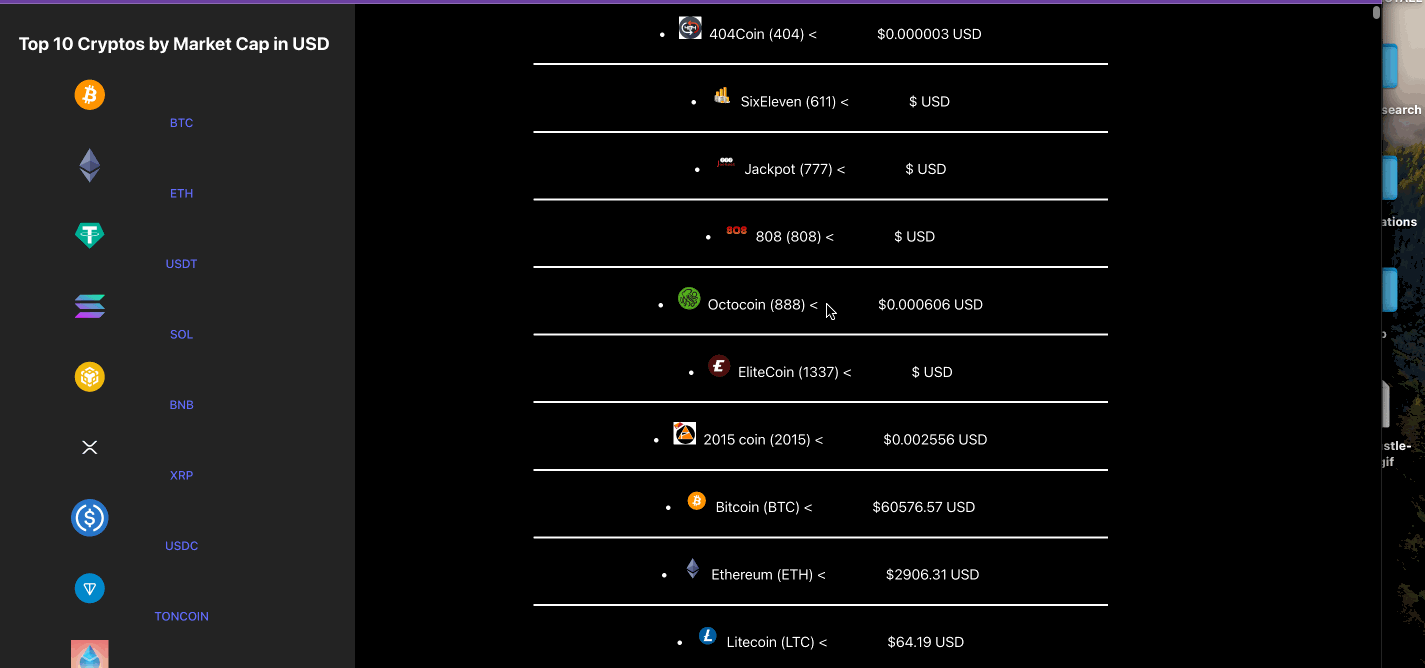 Top 10 Cryptos by Market Cap in USD
BTC
ETH
USDT
SOL
BNB
XRP
USDC
TONCOIN
• 404Coin (404) < $0.000003 USD
• SixEleven (611) < $ USD
• Jackpot (777) < $ USD
• 808 808 (808) < $ USD
• Octocoin (888) < $0.000606 USD
• EliteCoin (1337) < $ USD
• 2015 coin (2015) < $0.002556 USD
• Bitcoin (BTC) < $60576.57 USD
• Ethereum (ETH) < $2906.31 USD
• Litecoin (LTC) < $64.19 USD
search
ations
stle-
gif